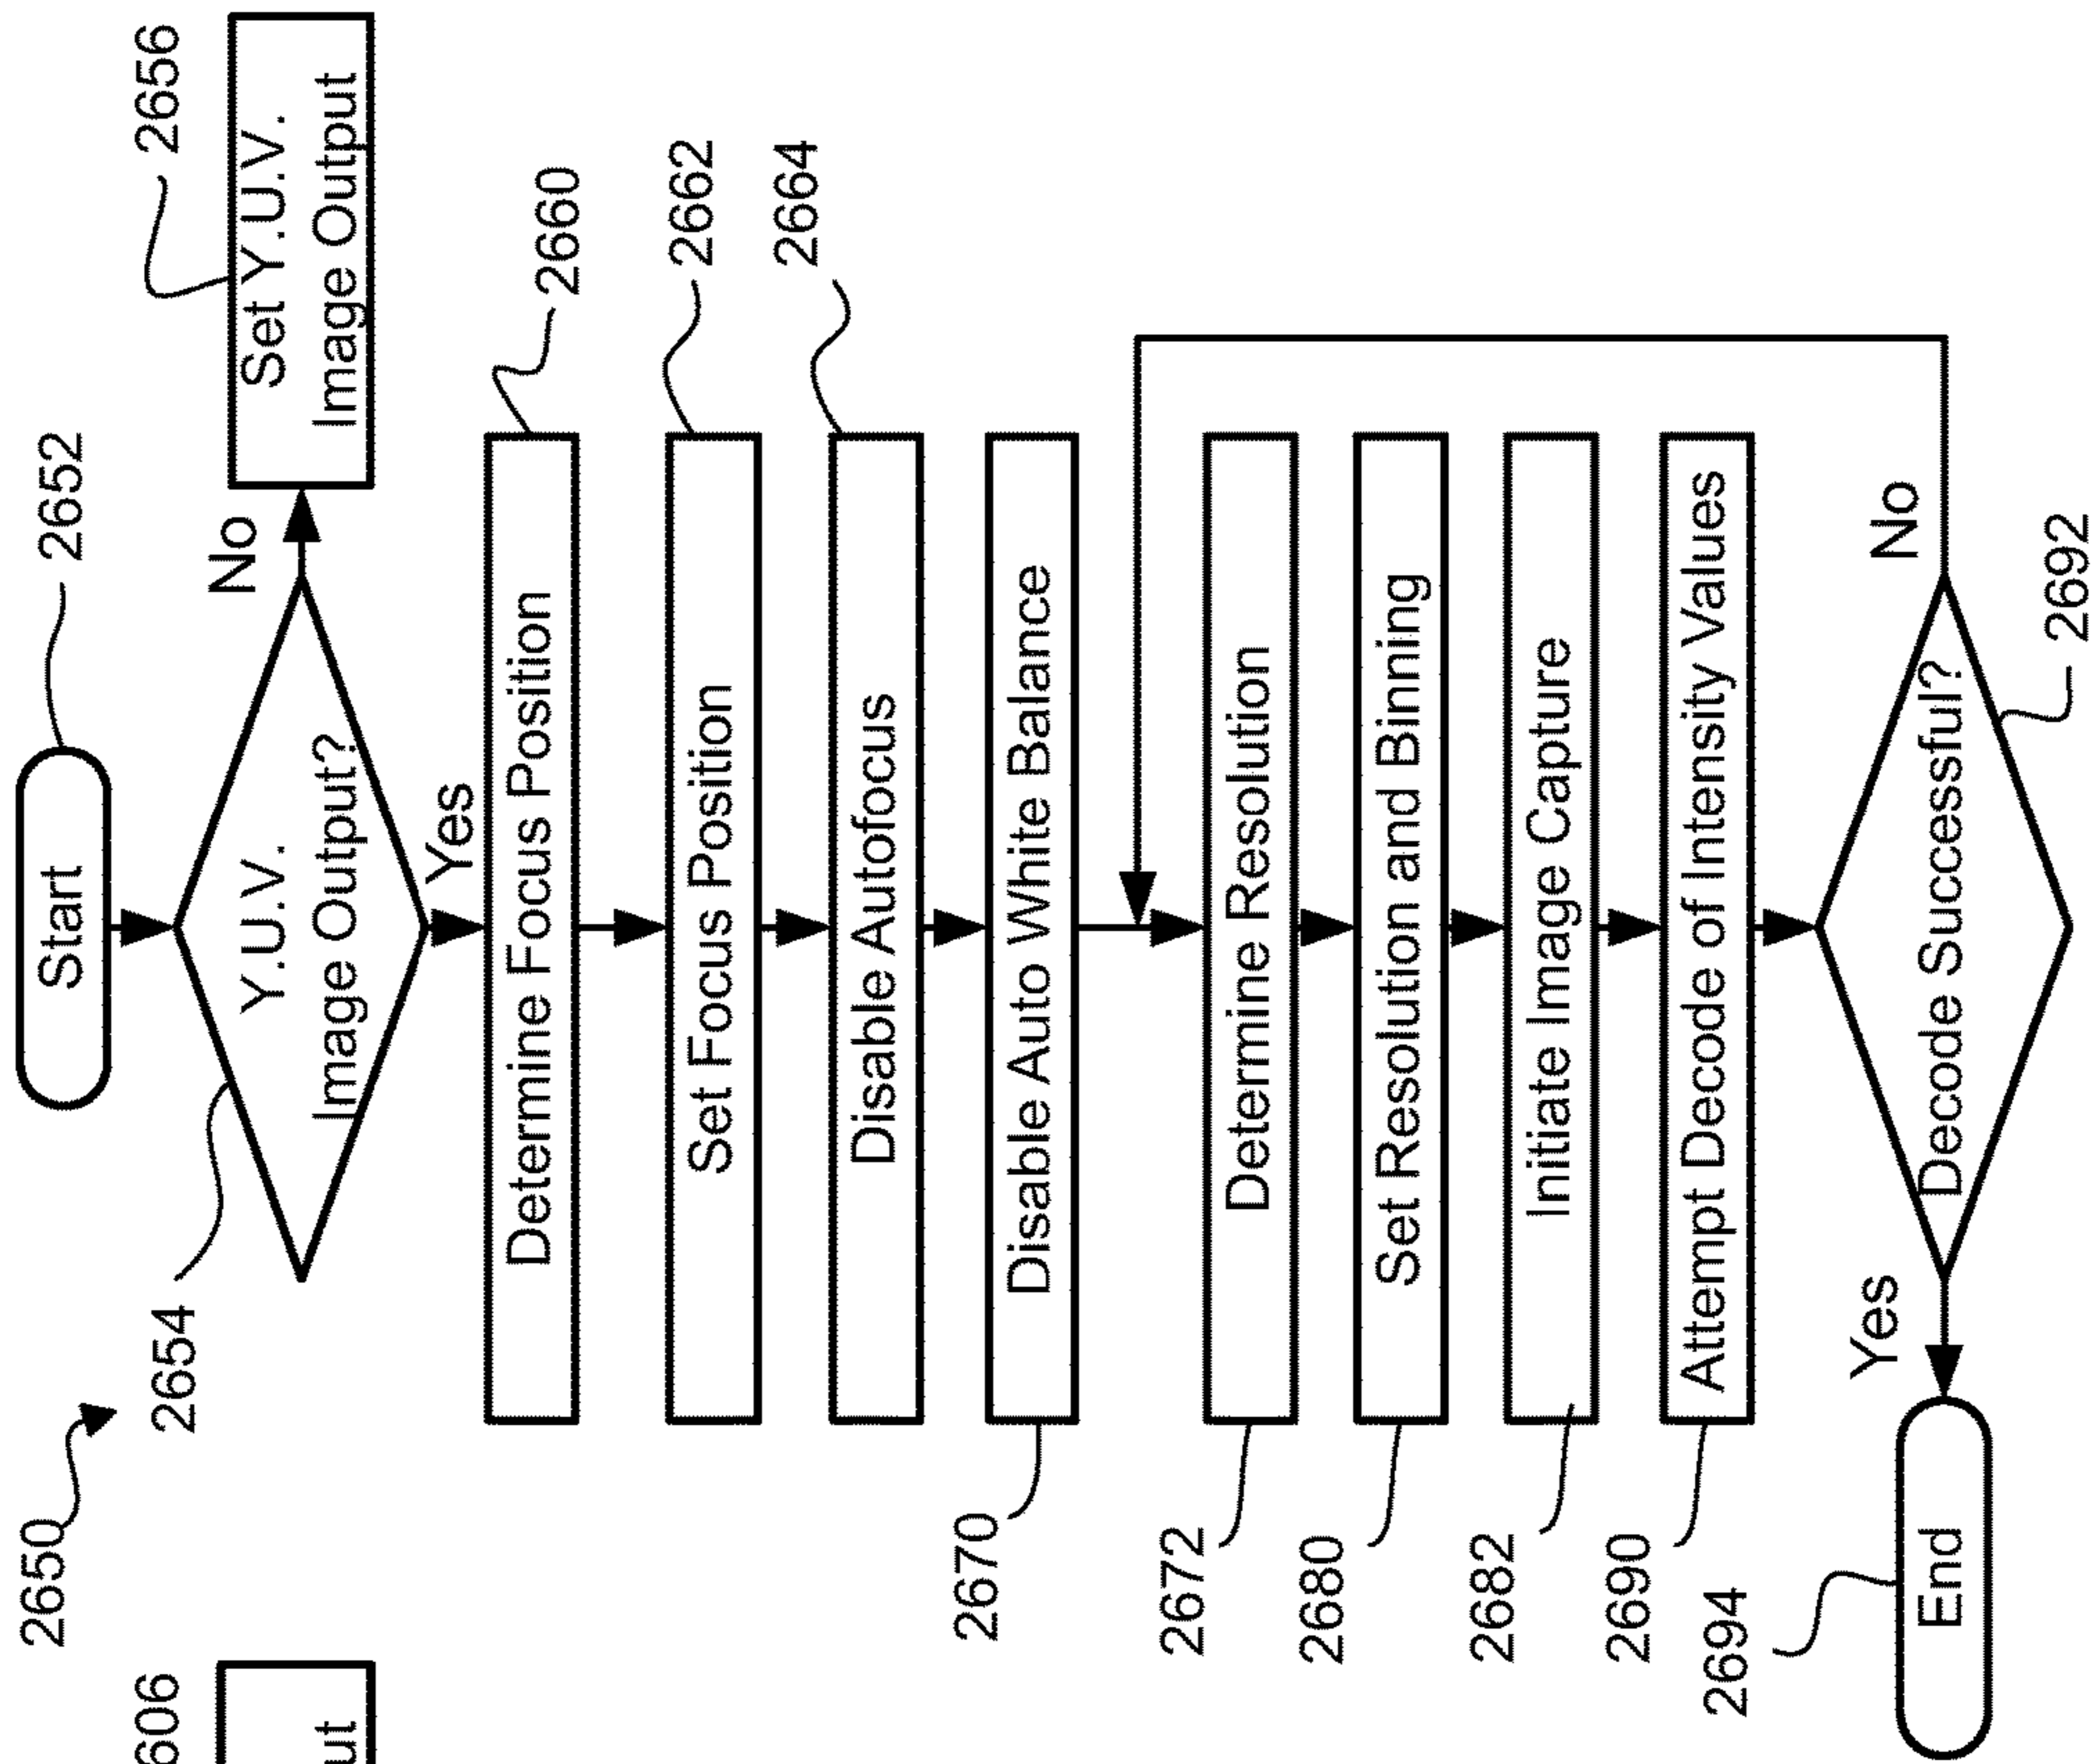 2650
Start
2652
2654
Y.U.V.
Image Output?
No
Set Y.U.V.
Image Output
2656
Yes
Determine Focus Position
2660
Set Focus Position
2662
Disable Autofocus
2664
Disable Auto White Balance
2670
Determine Resolution
2672
Set Resolution and Binning
2680
Initiate Image Capture
2682
Attempt Decode of Intensity Values
2690
Decode Successful?
2692
No
Yes
End
2694
606
ut